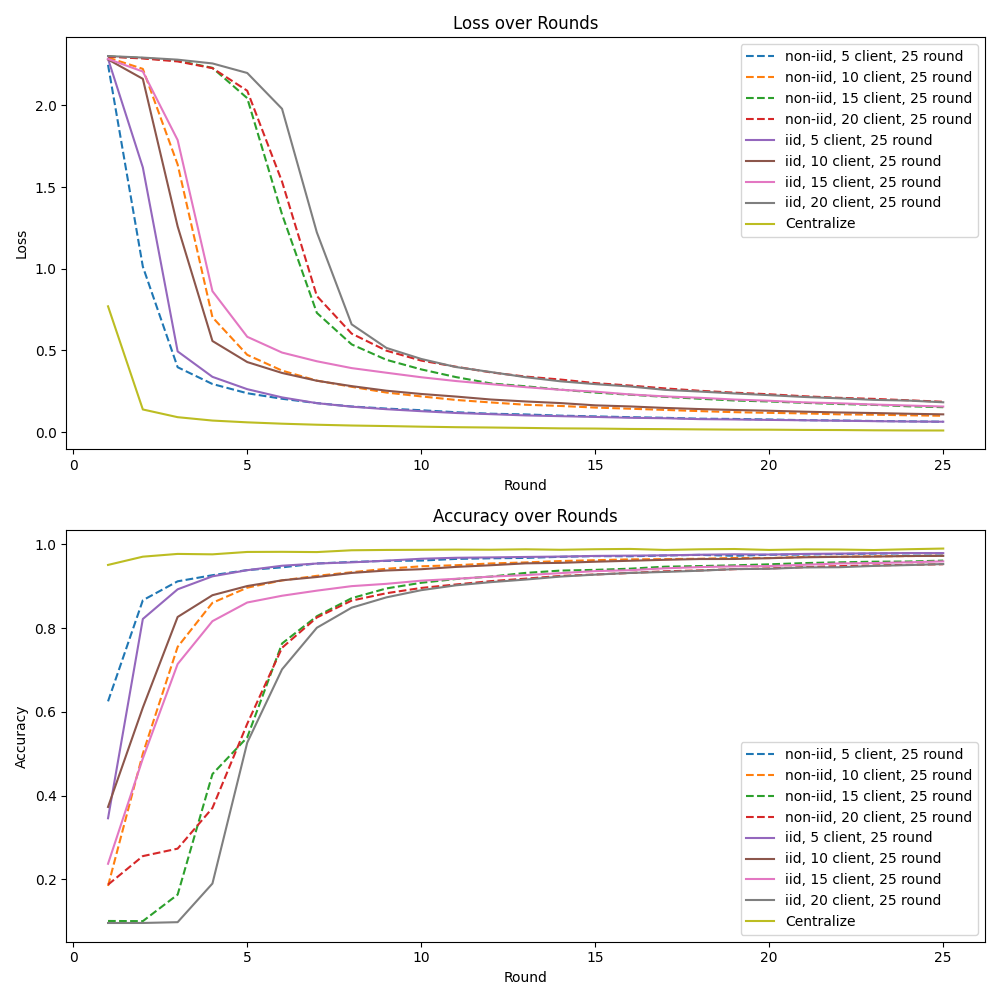 Loss over Rounds
Loss
2.0
1.5
1.0
0.5
0.0
non-iid, 5 client, 25 round
non-iid, 10 client, 25 round
non-iid, 15 client, 25 round
non-iid, 20 client, 25 round
iid, 5 client, 25 round
iid, 10 client, 25 round
iid, 15 client, 25 round
iid, 20 client, 25 round
Centralize
0 5 10 15 20 25
Round
Accuracy over Rounds
Accuracy
1.0
0.8
0.6
0.4
0.2
non-iid, 5 client, 25 round
non-iid, 10 client, 25 round
non-iid, 15 client, 25 round
non-iid, 20 client, 25 round
iid, 5 client, 25 round
iid, 10 client, 25 round
iid, 15 client, 25 round
iid, 20 client, 25 round
Centralize
0 5 10 15 20 25
Round